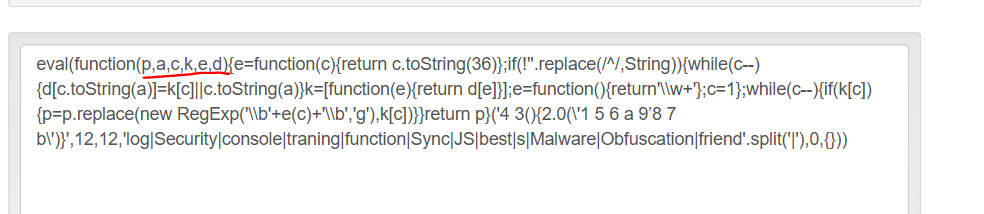 eval(function(p,a,c,k,e,d){e=function(c){return c.toString(36)};if(!''.replace(/^/,String)){while(c--)
{d[c.toString(a)]=k[c]||c.toString(a)}k=[function(e){return d[e]}];e=function(){return'\\w+'};c=1};while(c--){if(k[c])
{p=p.replace(new RegExp('\\b'+e(c)+'\\b','g'),k[c])}}return p}('4 3(){2.0(\'1 5 6 a 9’8 7
b\')}',12,12,'log|Security|console|traning|function|Sync|JS|best|s|Malware|Obfuscation|friend'.split('|'),0,{}))